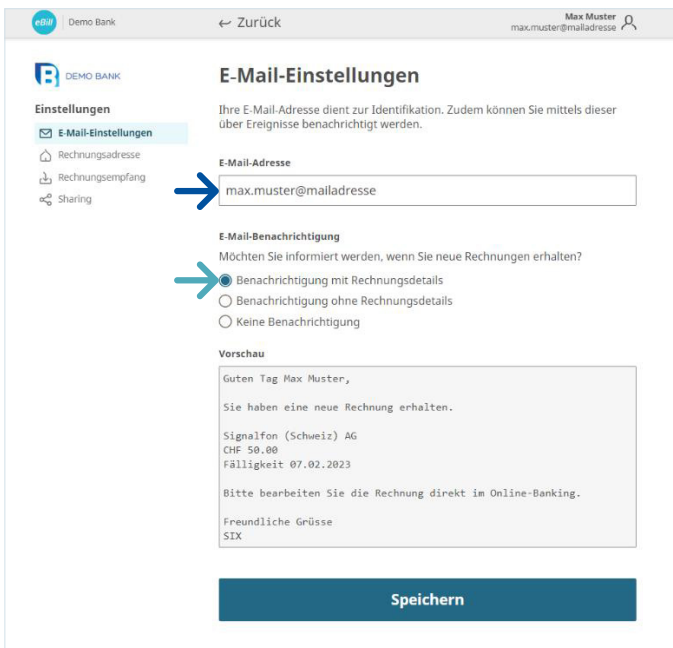 eBill
Demo Bank
← Zurück
Max Muster
max.muster@mailadresse
DEMO BANK
Einstellungen
E-Mail-Einstellungen
Rechnungsadresse
Rechnungsempfang
Sharing
E-Mail-Einstellungen
Ihre E-Mail-Adresse dient zur Identifikation. Zudem können Sie mittels dieser
über Ereignisse benachrichtigt werden.
E-Mail-Adresse
max.muster@mailadresse
E-Mail-Benachrichtigung
Möchten Sie informiert werden, wenn Sie neue Rechnungen erhalten?
Benachrichtigung mit Rechnungsdetails
Benachrichtigung ohne Rechnungsdetails
Keine Benachrichtigung
Vorschau
Guten Tag Max Muster,
Sie haben eine neue Rechnung erhalten.
Signalfon (Schweiz) AG
CHF 50.00
Fälligkeit 07.02.2023
Bitte bearbeiten Sie die Rechnung direkt im Online-Banking.
Freundliche Grüsse
SIX
Speichern